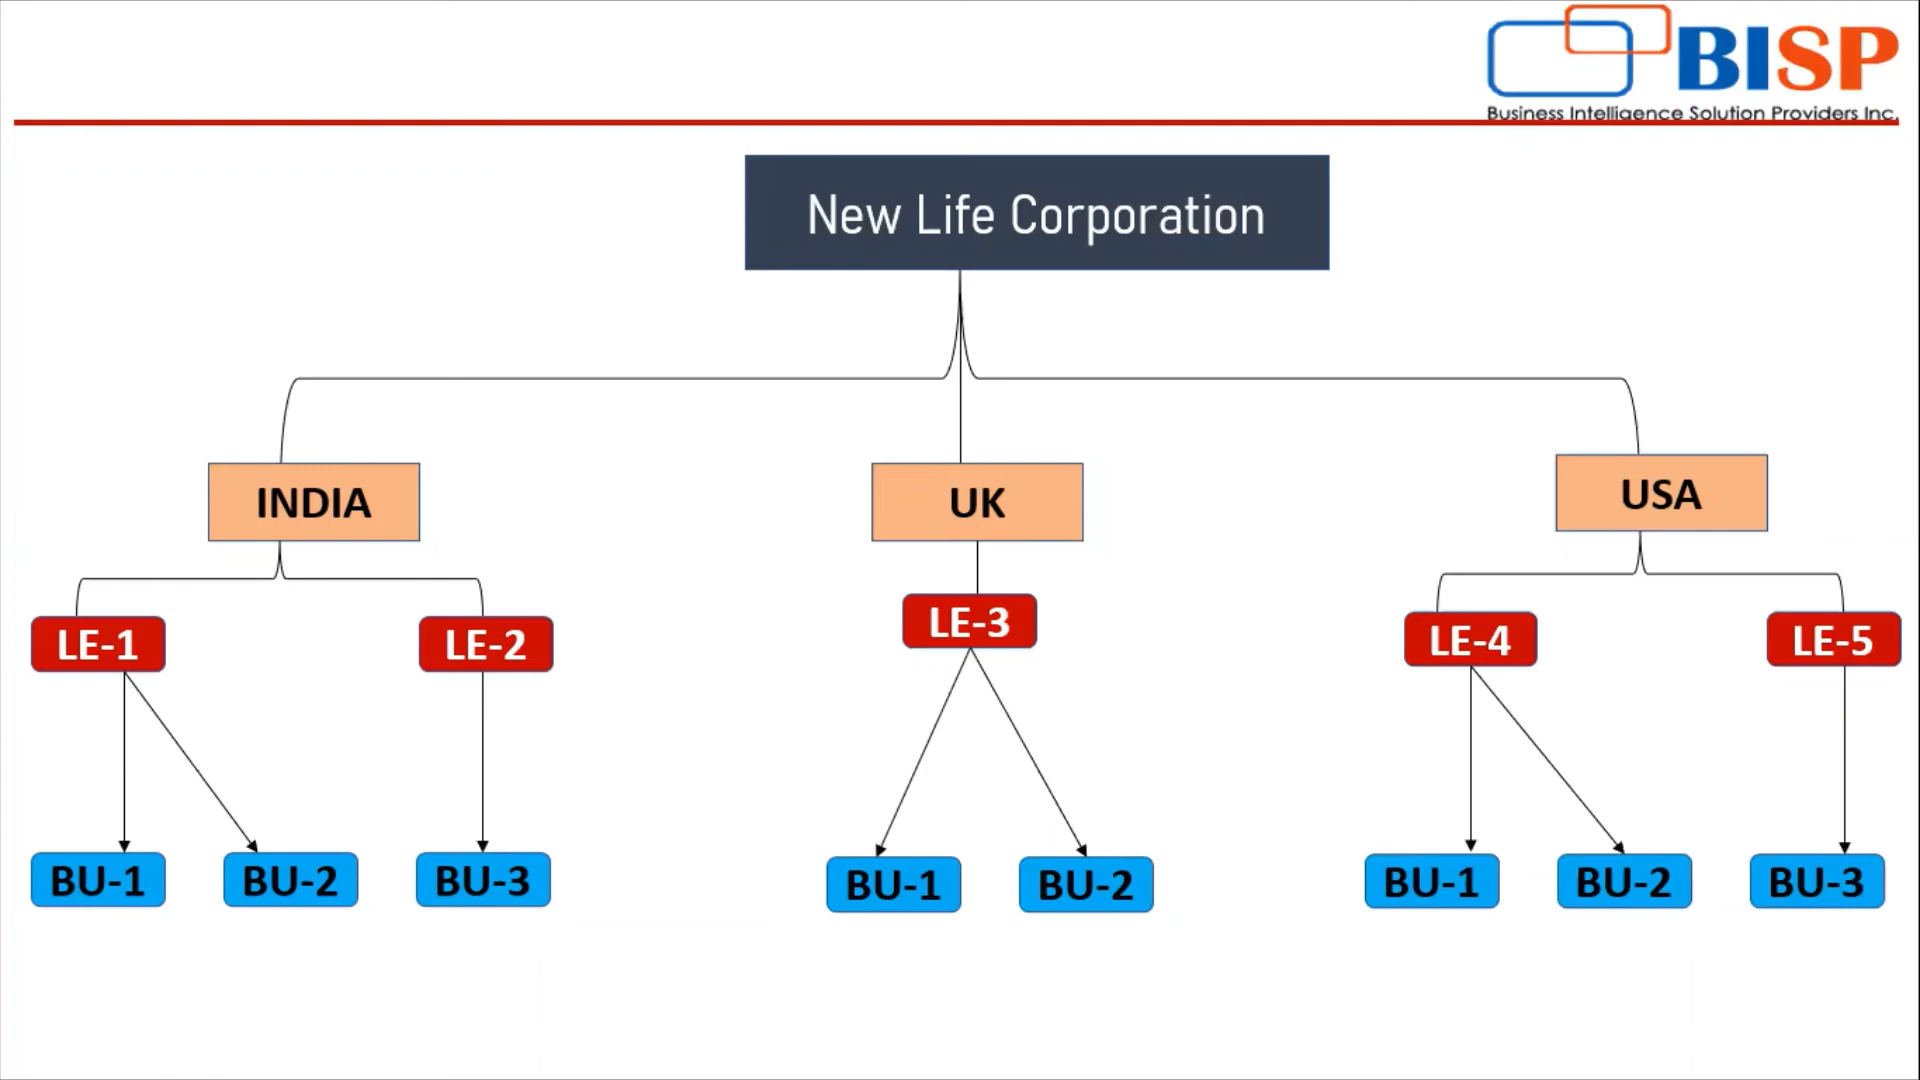 BISP
Business Intelligence Solution Providers Inc.
New Life Corporation
INDIA
UK
USA
LE-1
LE-2
LE-3
LE-4
LE-5
BU-1
BU-2
BU-3
BU-1
BU-2
BU-1
BU-2
BU-3